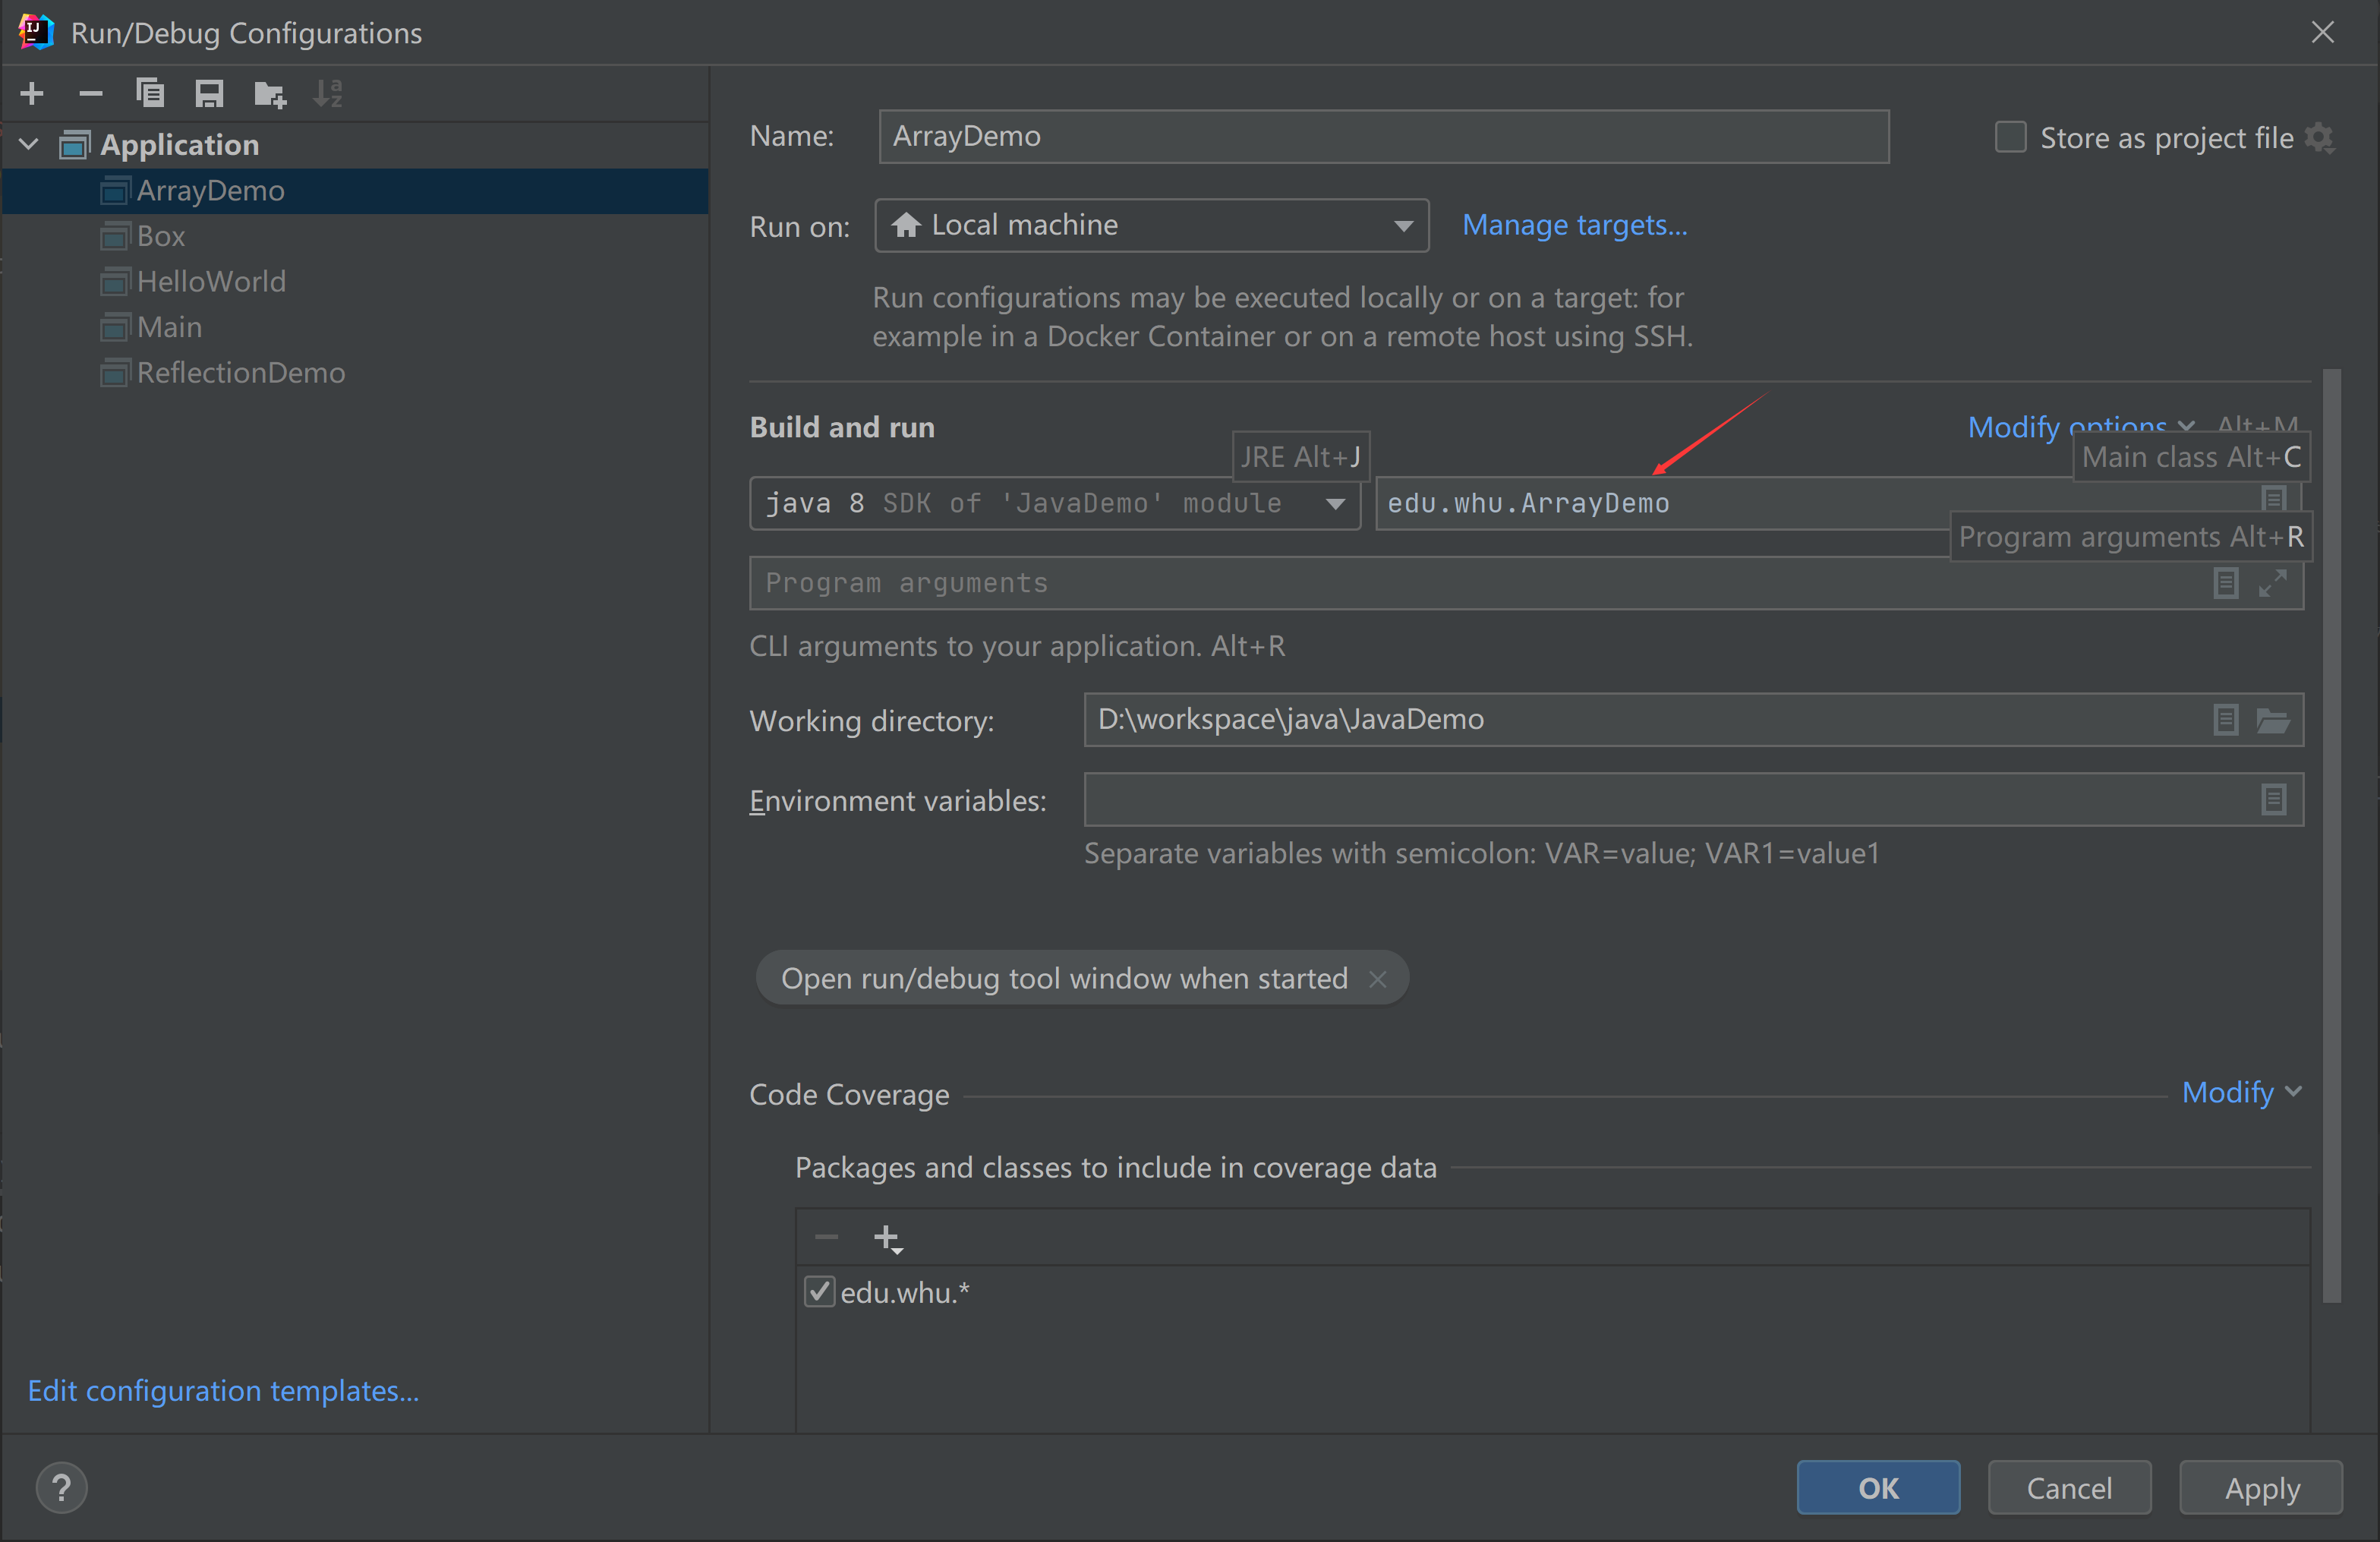 Run/Debug Configurations
Application
ArrayDemo
Box
HelloWorld
Main
ReflectionDemo
Edit configuration templates...
Name: ArrayDemo
Store as project file
Run on: Local machine
Manage targets...
Run configurations may be executed locally or on a target: for
example in a Docker Container or on a remote host using SSH.
Build and run
Modify options Alt+M
JRE Alt+J
Main class Alt+C
java 8 SDK of 'JavaDemo' module
edu.whu.ArrayDemo
Program arguments Alt+R
Program arguments
CLI arguments to your application. Alt+R
Working directory: D:\workspace\java\JavaDemo
Environment variables:
Separate variables with semicolon: VAR=value; VAR1=value1
Open run/debug tool window when started
Code Coverage
Modify
Packages and classes to include in coverage data
edu.whu.*
?
OK
Cancel
Apply